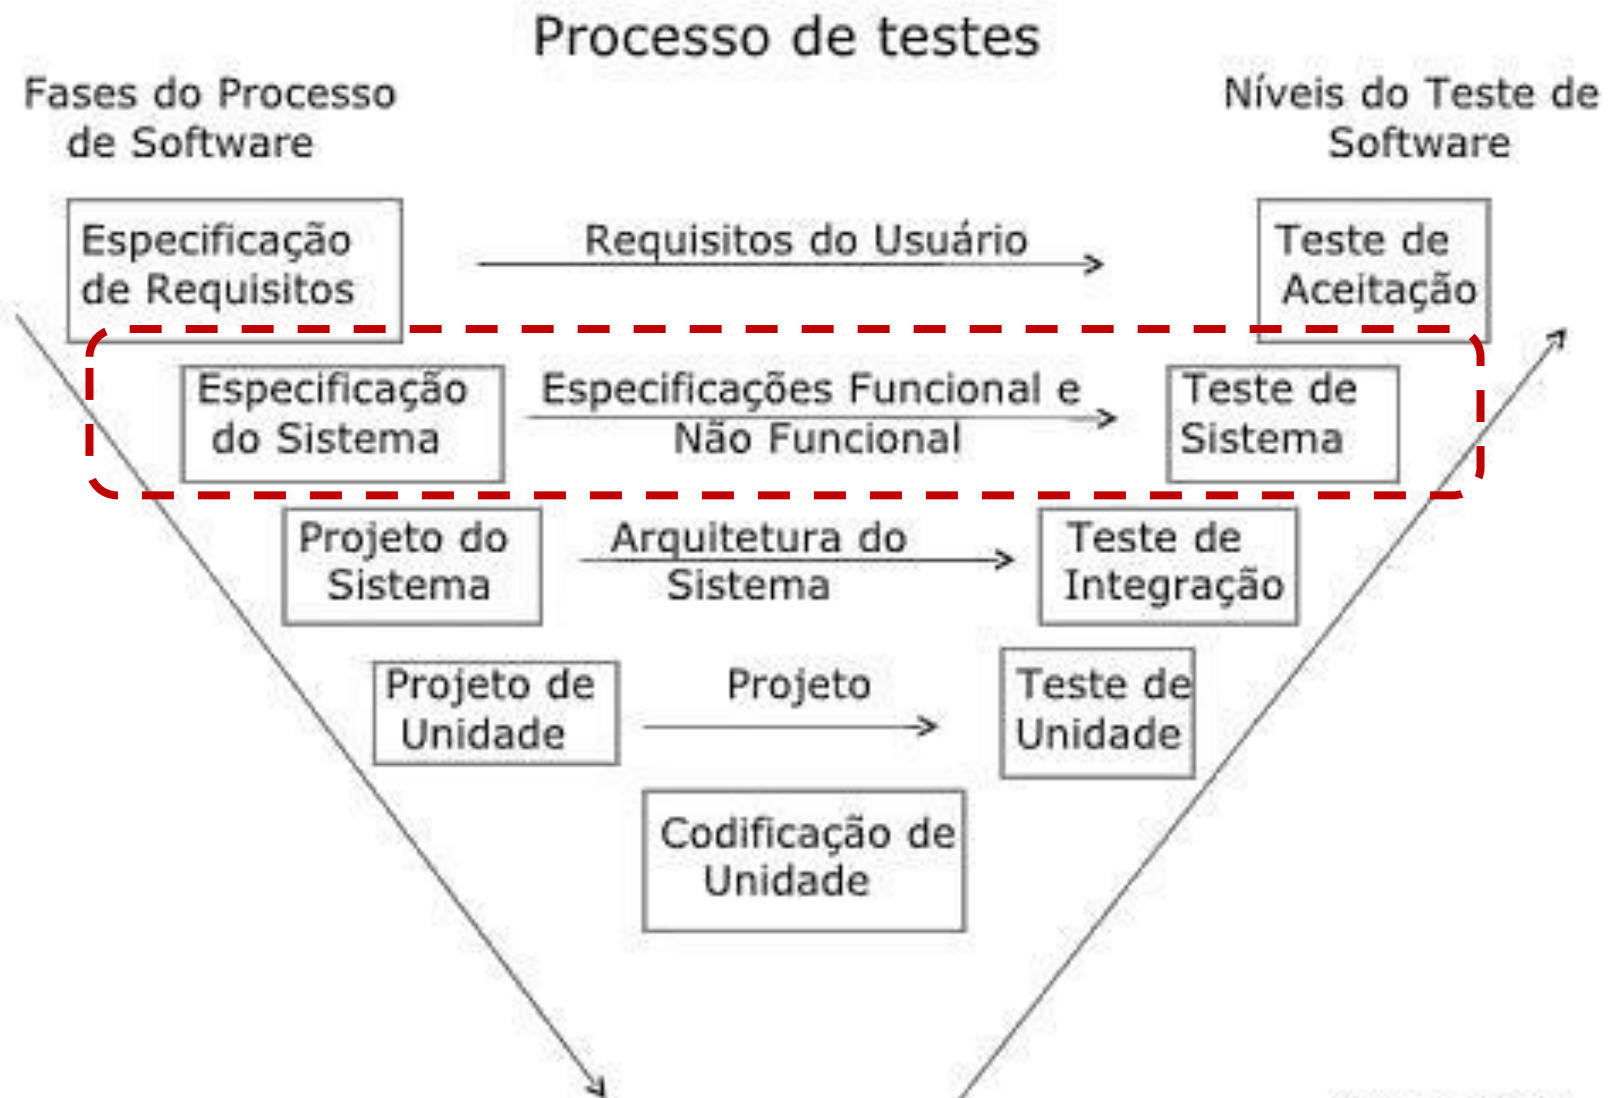 Processo de testes
Fases do Processo
de Software
Níveis do Teste de
Software
Especificação
de Requisitos
Requisitos do Usuário
Teste de
Aceitação
Especificação
do Sistema
Especificações Funcional e
Não Funcional
Teste de
Sistema
Projeto do
Sistema
Arquitetura do
Sistema
Teste de
Integração
Projeto de
Unidade
Projeto
Teste de
Unidade
Codificação de
Unidade